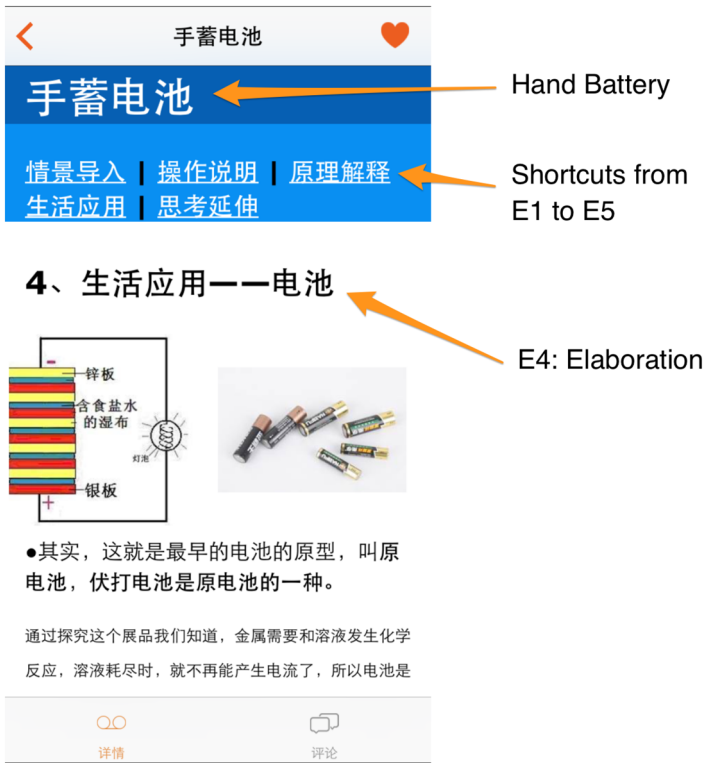 手蓄电池
手蓄电池
Hand Battery
情景导入 | 操作说明 | 原理解释
生活应用 | 思考延伸
Shortcuts from
E1 to E5
4、生活应用——电池
E4: Elaboration
-
锌板
含食盐水
的湿布
灯泡
银板
+
●其实，这就是最早的电池的原型，叫原
电池，伏打电池是原电池的一种。
通过探究这个展品我们知道，金属需要和溶液发生化学
反应，溶液耗尽时，就不再能产生电流了，所以电池是
详情
评论